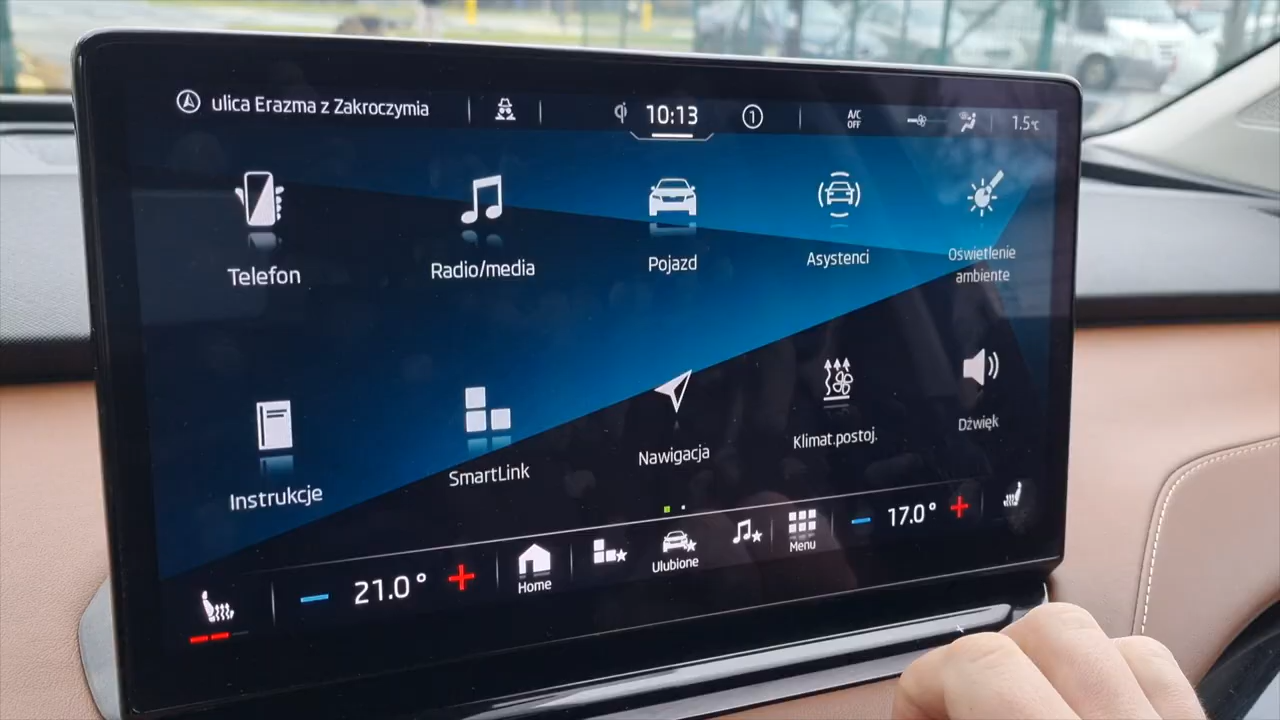 ulica Erazma z Zakroczymia
10:13
1
A/C
OFF
1.5°C
Telefon
Radio/media
Pojazd
Asystenci
Oświetlenie
ambiente
Instrukcje
SmartLink
Nawigacja
Klimat.postoj.
Dźwięk
21.0°
Home
Ulubione
Menu
17.0°